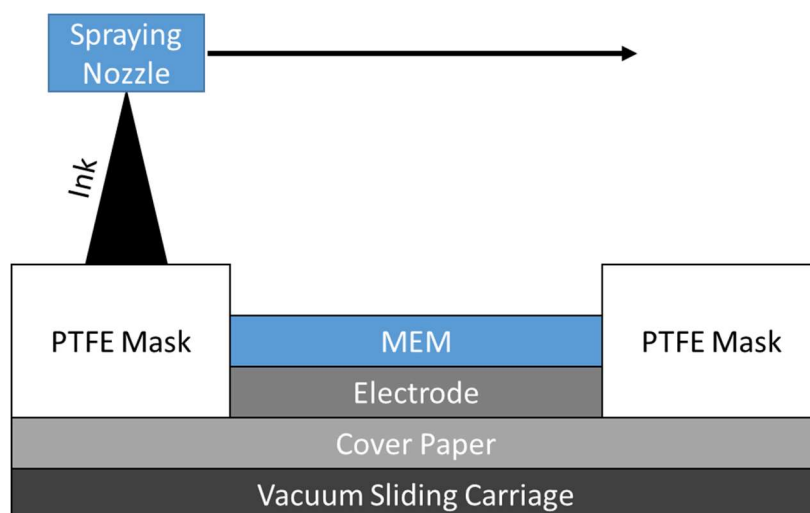 Spraying
Nozzle
Ink
PTFE Mask
MEM
PTFE Mask
Electrode
Cover Paper
Vacuum Sliding Carriage